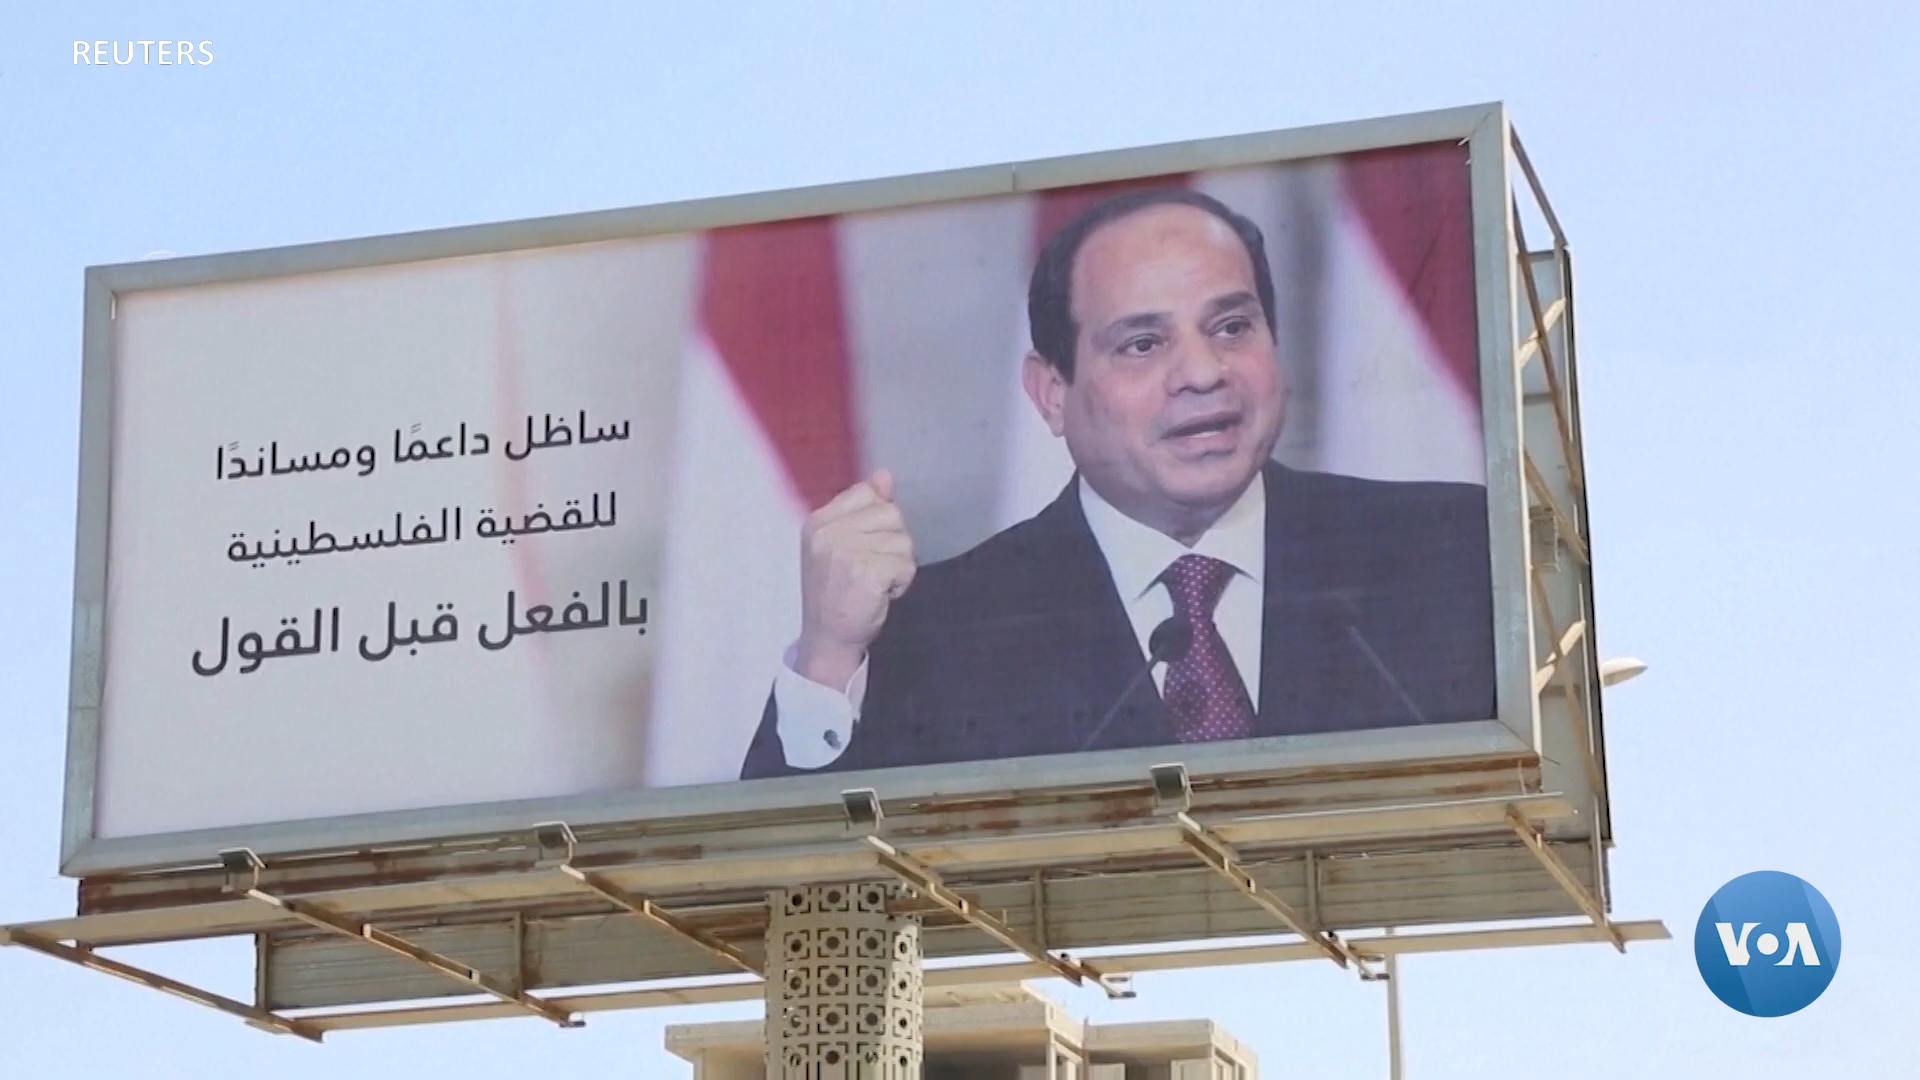 REUTERS
ساظل داعمًا ومساندًا
للقضية الفلسطينية
بالفعل قبل القول
VOA